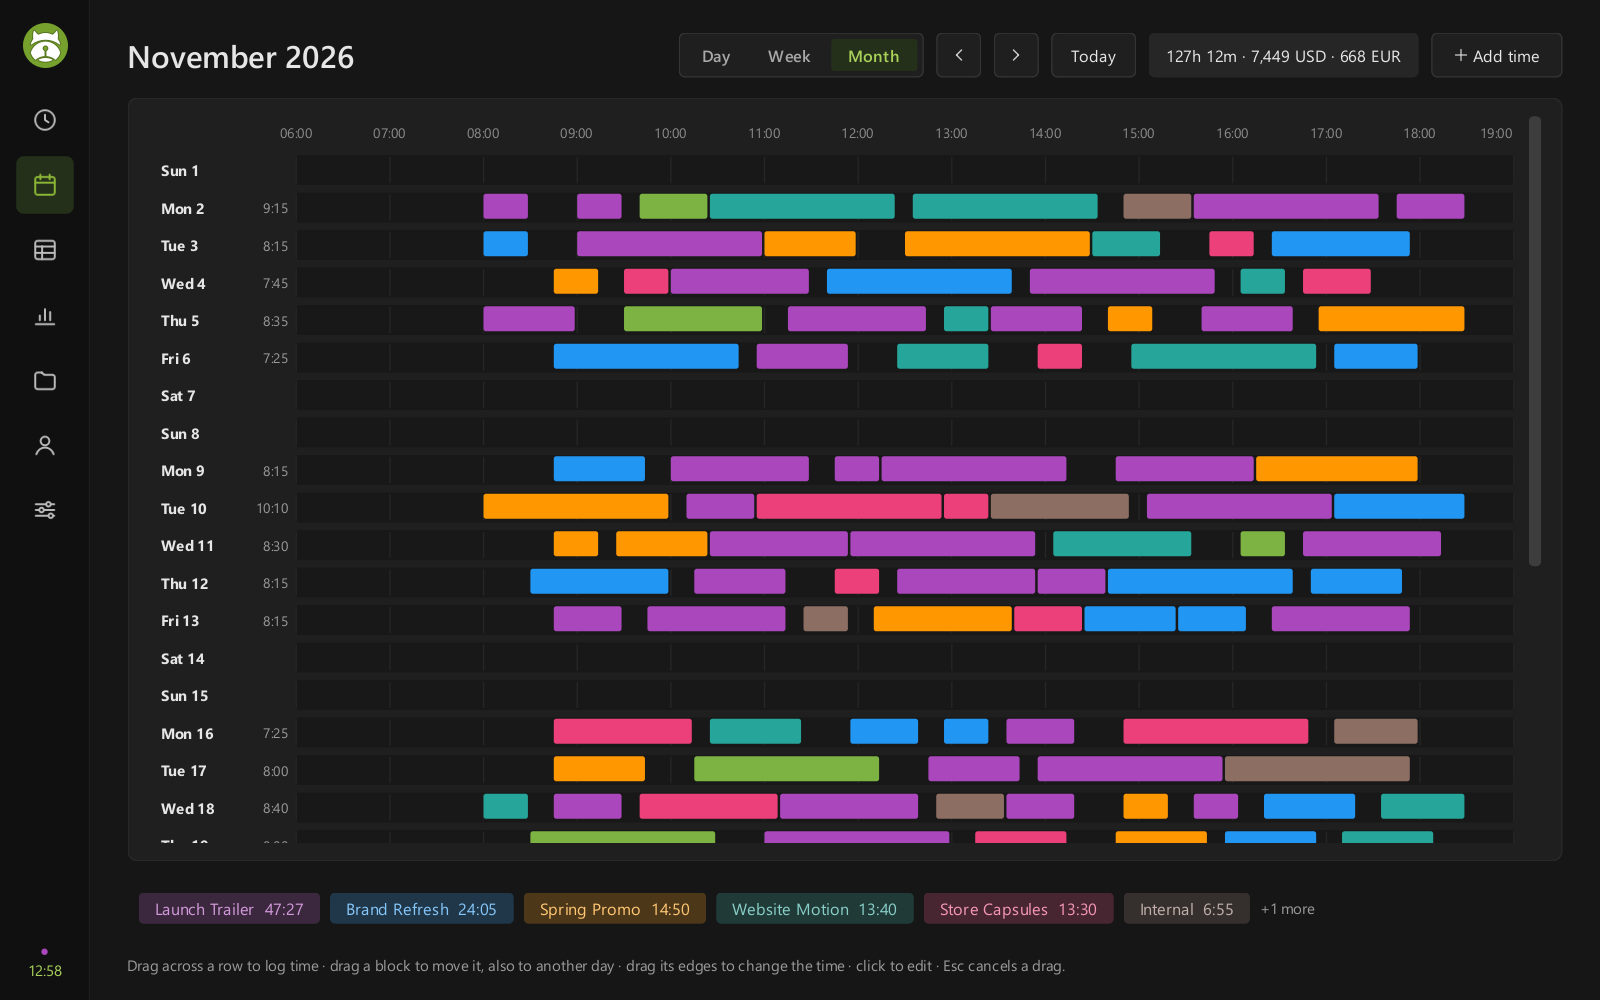 November 2026
Day Week Month
Today
127h 12m · 7,449 USD · 668 EUR
+ Add time
06:00 07:00 08:00 09:00 10:00 11:00 12:00 13:00 14:00 15:00 16:00 17:00 18:00 19:00
Sun 1
Mon 2 9:15
Tue 3 8:15
Wed 4 7:45
Thu 5 8:35
Fri 6 7:25
Sat 7
Sun 8
Mon 9 8:15
Tue 10 10:10
Wed 11 8:30
Thu 12 8:15
Fri 13 8:15
Sat 14
Sun 15
Mon 16 7:25
Tue 17 8:00
Wed 18 8:40
Launch Trailer 47:27
Brand Refresh 24:05
Spring Promo 14:50
Website Motion 13:40
Store Capsules 13:30
Internal 6:55
+1 more
12:58
Drag across a row to log time · drag a block to move it, also to another day · drag its edges to change the time · click to edit · Esc cancels a drag.